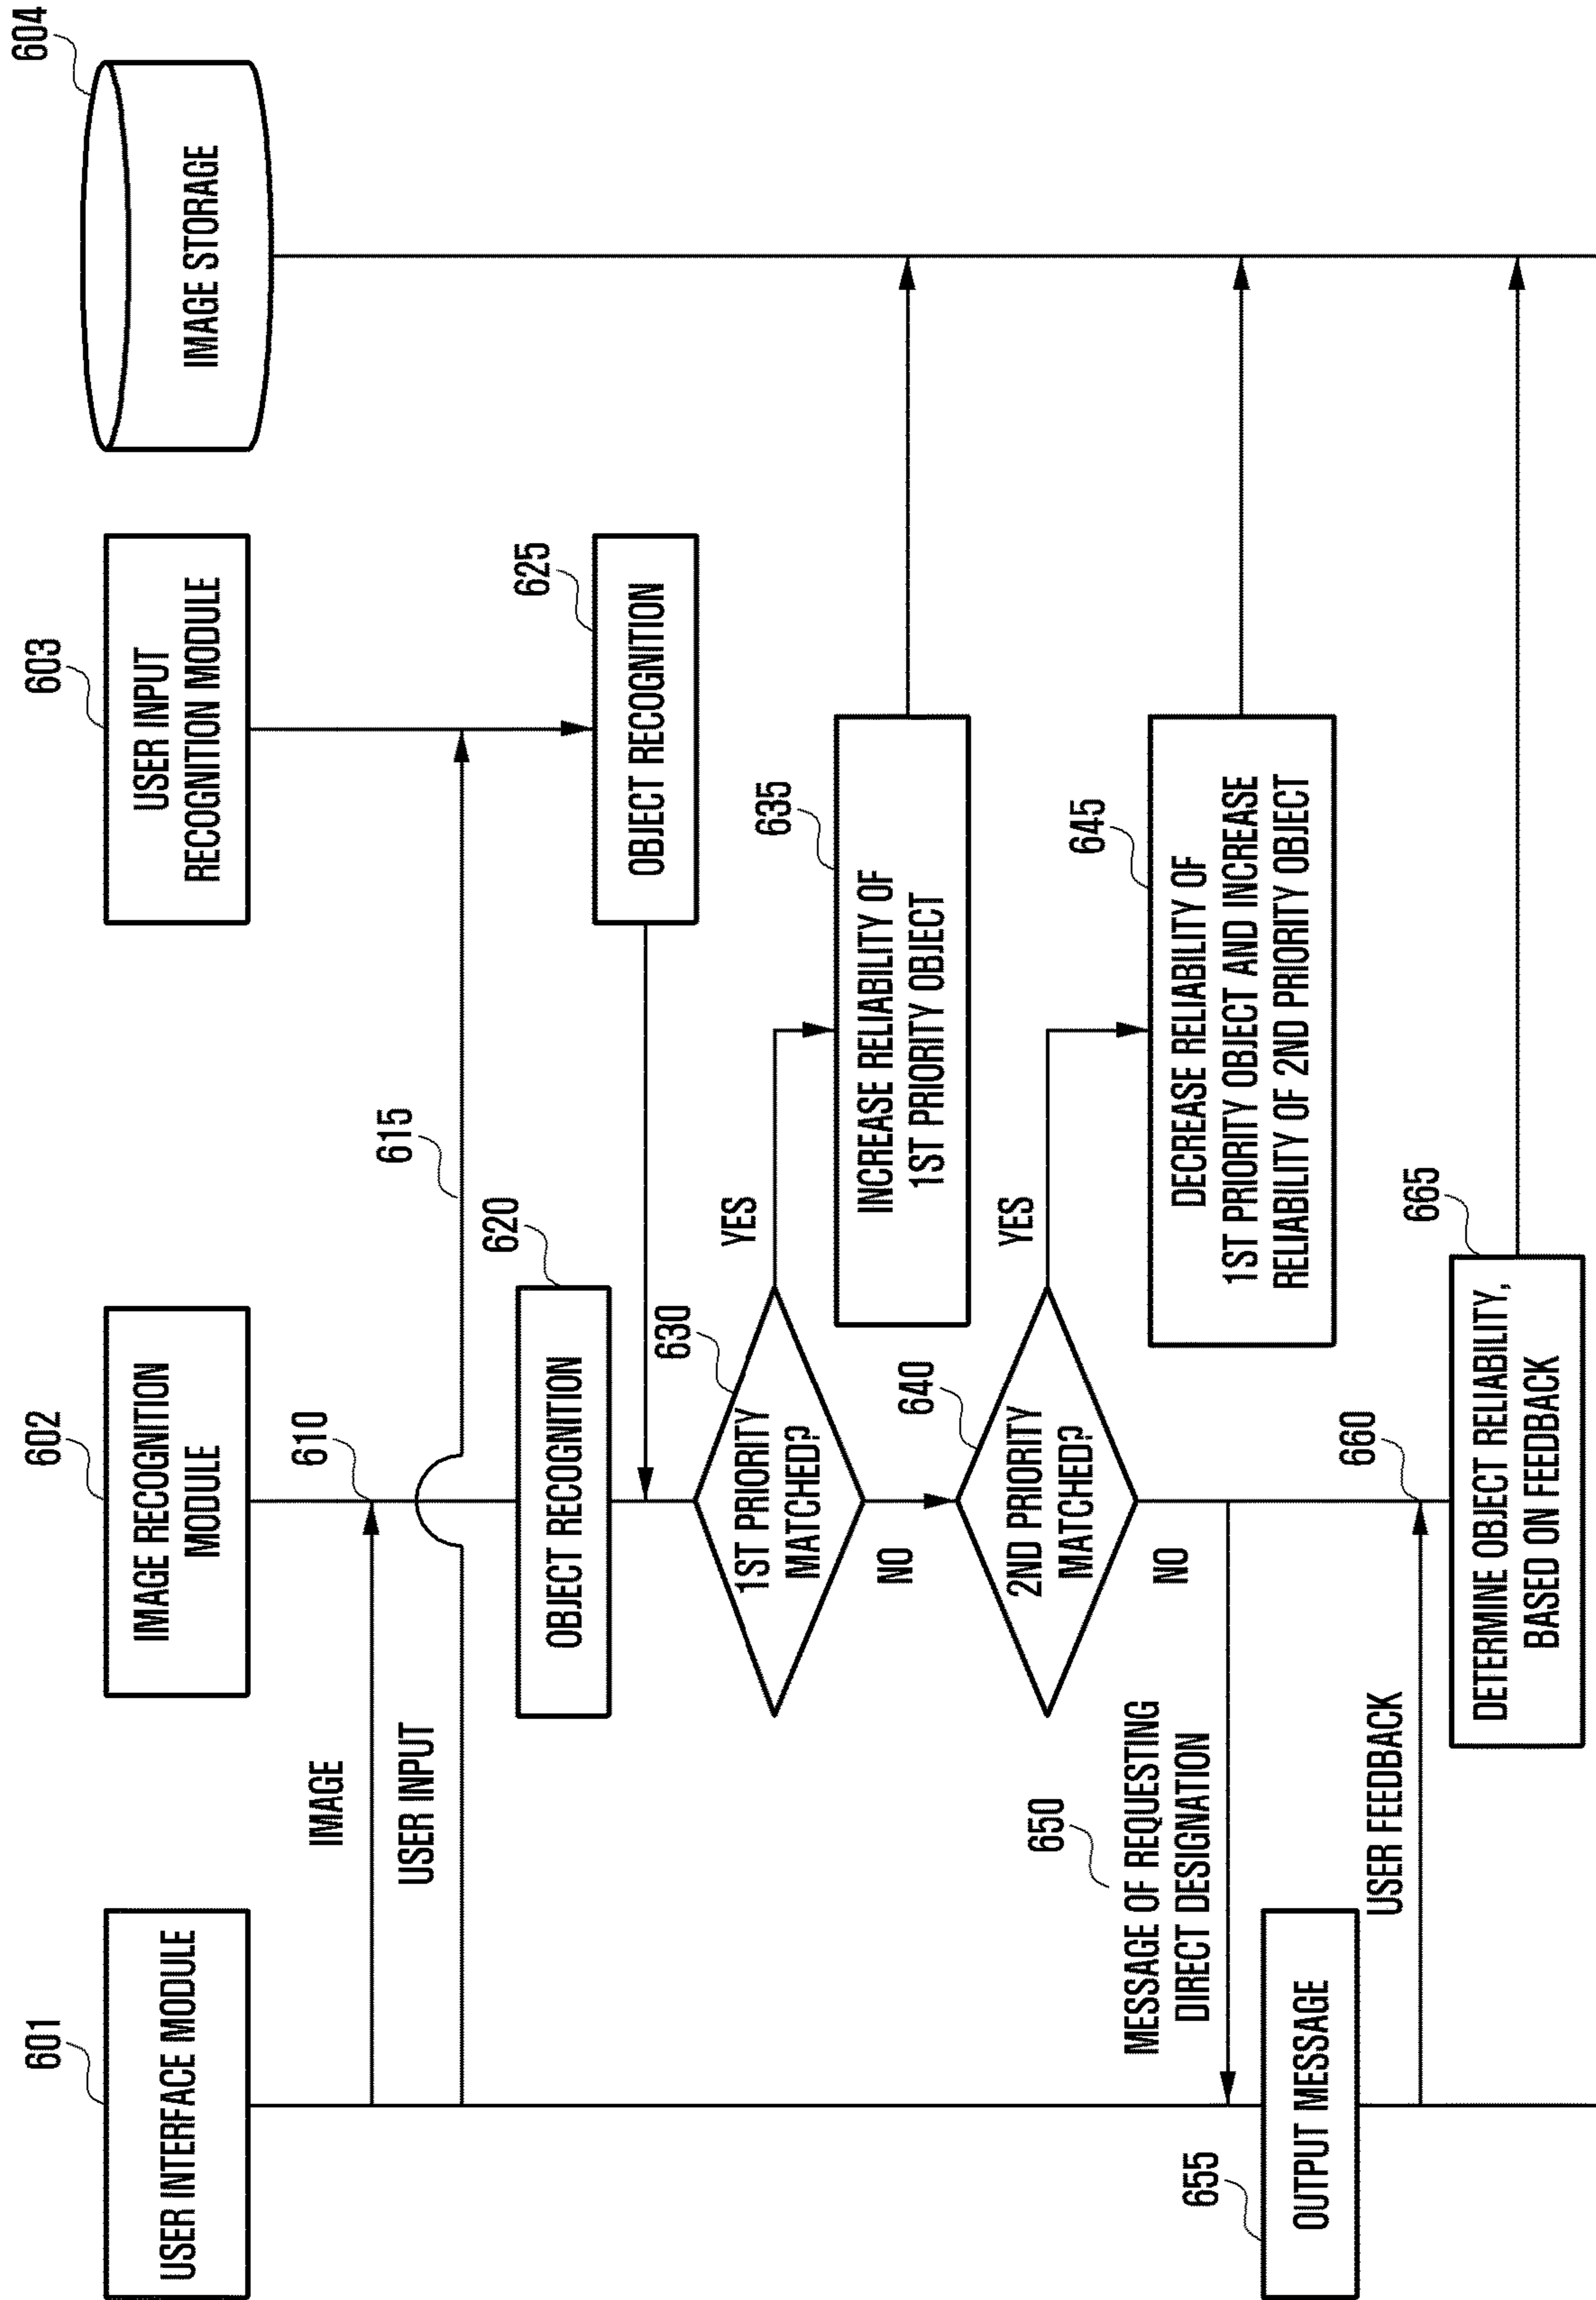 601
USER INTERFACE MODULE
602
IMAGE RECOGNITION
MODULE
603
USER INPUT
RECOGNITION MODULE
604
IMAGE STORAGE
IMAGE
610
USER INPUT
615
620
OBJECT RECOGNITION
625
OBJECT RECOGNITION
630
1ST PRIORITY
MATCHED?
YES
NO
635
INCREASE RELIABILITY OF
1ST PRIORITY OBJECT
640
2ND PRIORITY
MATCHED?
YES
NO
645
DECREASE RELIABILITY OF
1ST PRIORITY OBJECT AND INCREASE
RELIABILITY OF 2ND PRIORITY OBJECT
650
MESSAGE OF REQUESTING
DIRECT DESIGNATION
655
OUTPUT MESSAGE
USER FEEDBACK
660
665
DETERMINE OBJECT RELIABILITY,
BASED ON FEEDBACK